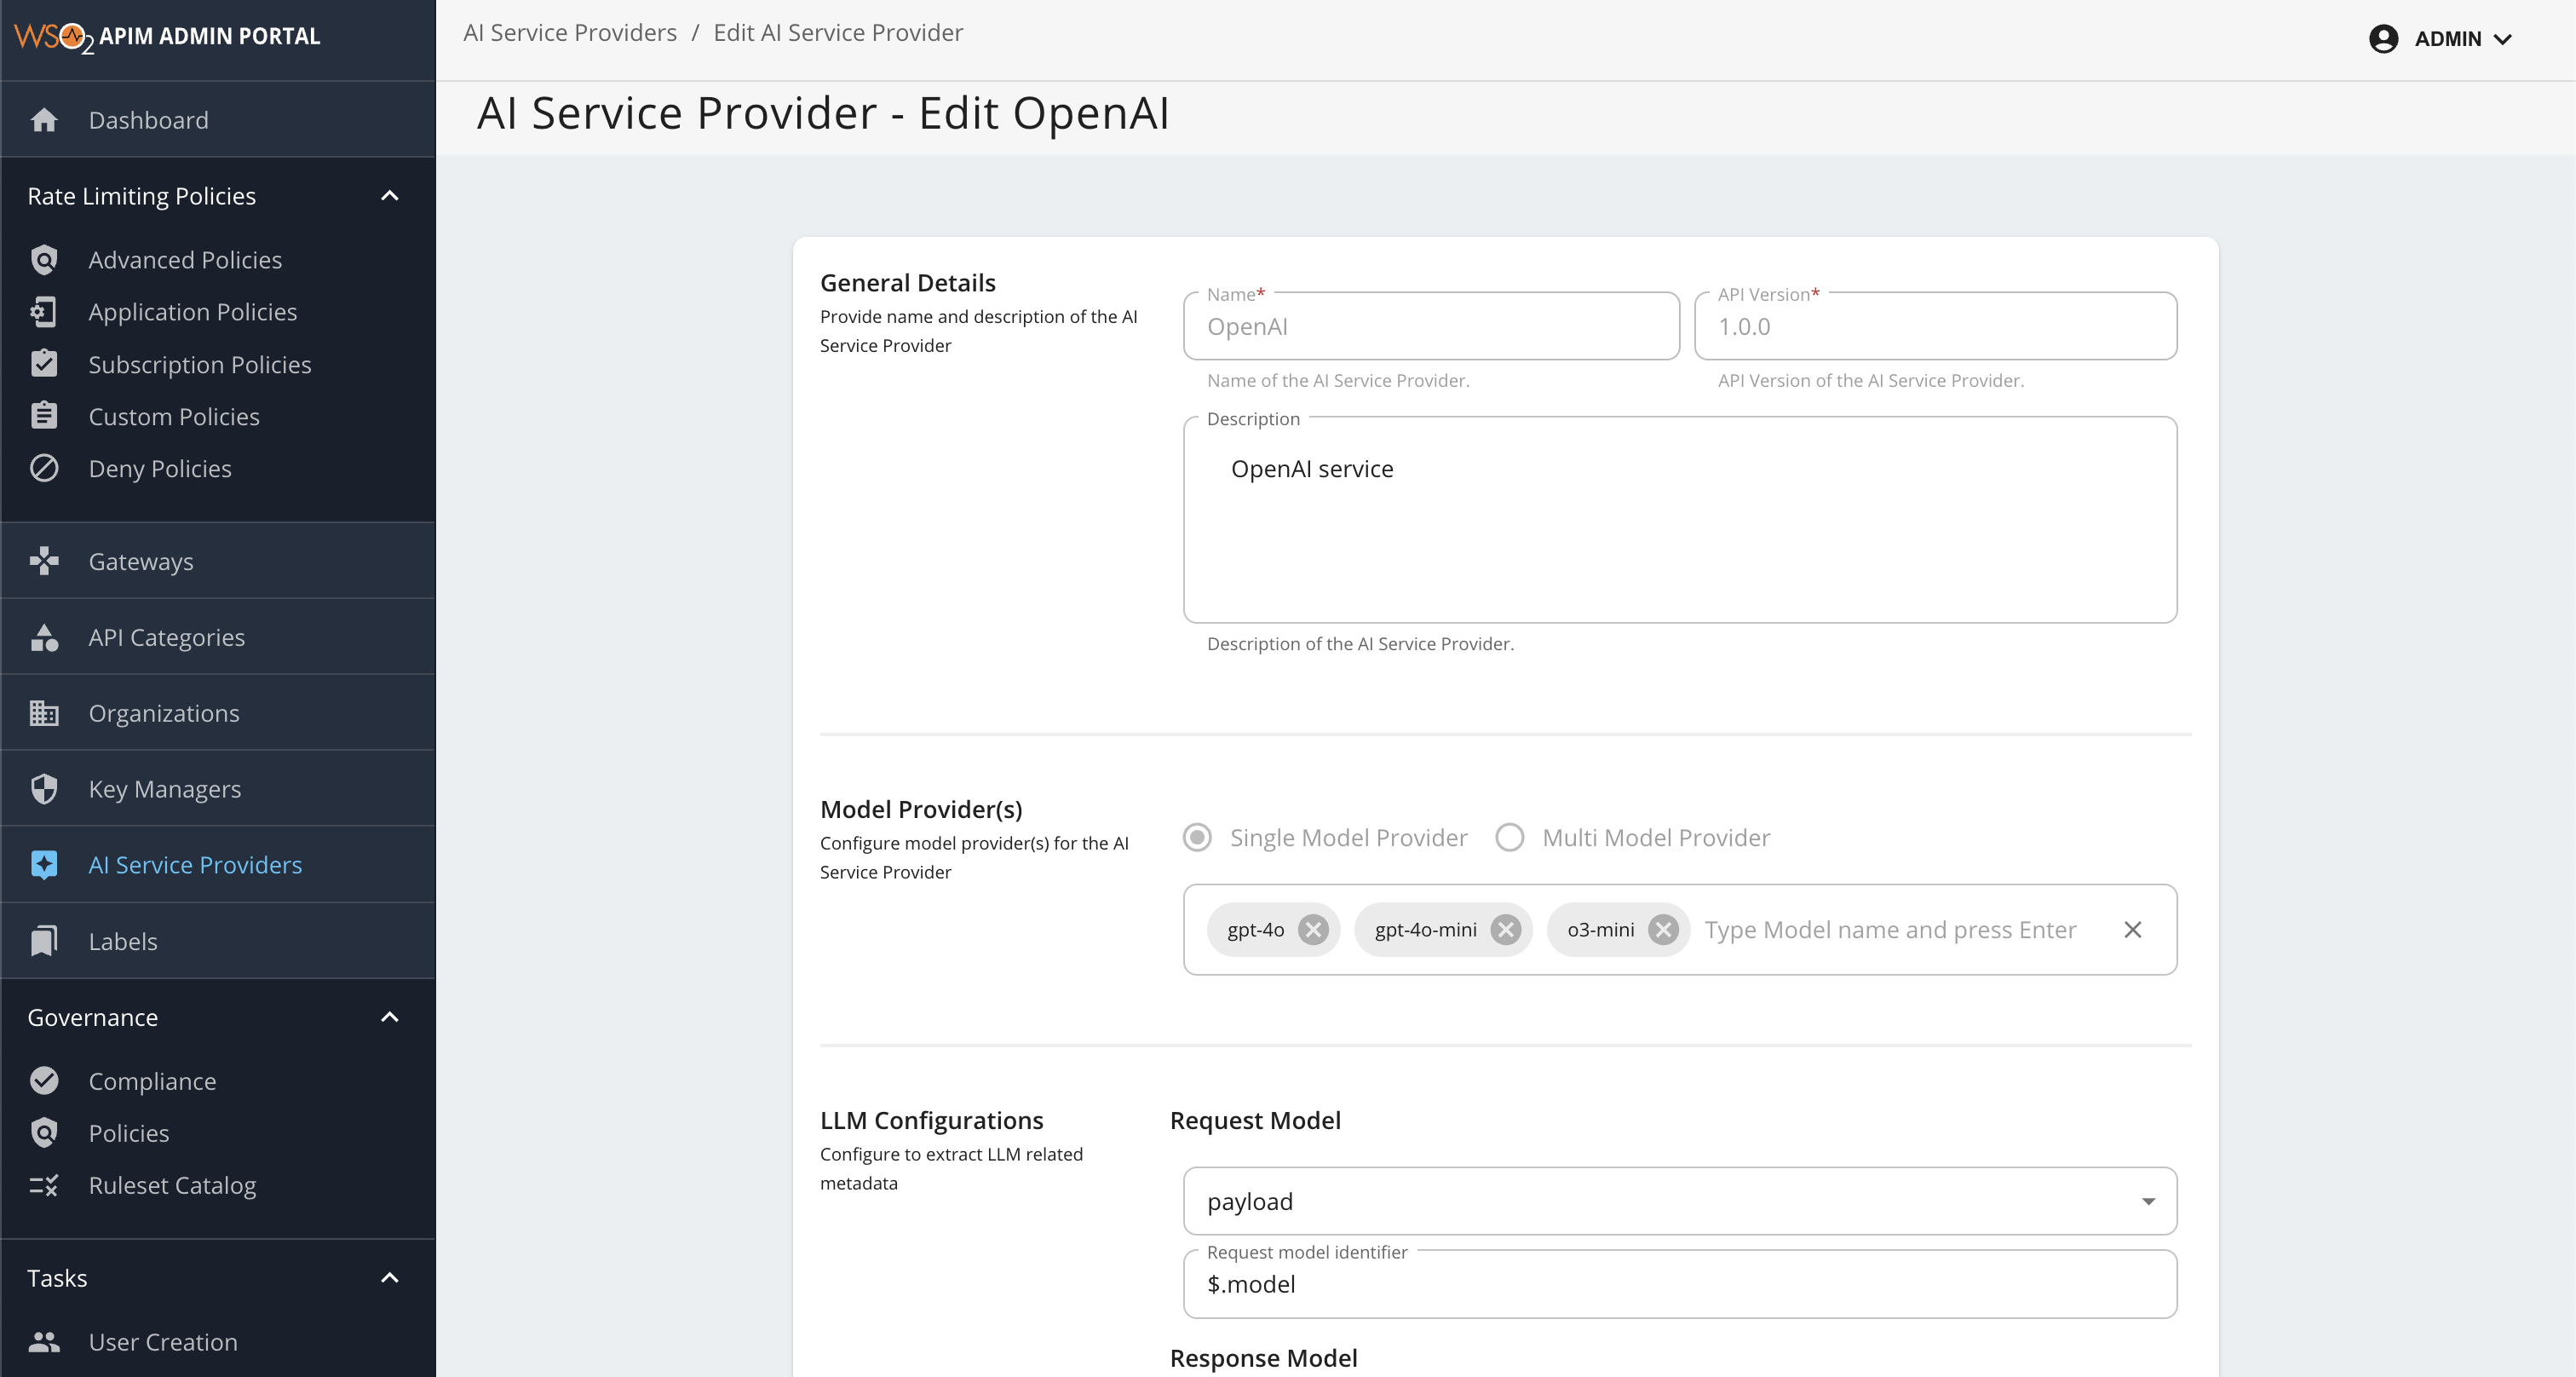 WSO2 APIM ADMIN PORTAL
Dashboard
Rate Limiting Policies
Advanced Policies
Application Policies
Subscription Policies
Custom Policies
Deny Policies
Gateways
API Categories
Organizations
Key Managers
AI Service Providers
Labels
Governance
Compliance
Policies
Ruleset Catalog
Tasks
User Creation
AI Service Providers / Edit AI Service Provider
ADMIN
AI Service Provider - Edit OpenAI
General Details
Provide name and description of the AI
Service Provider
Name*
OpenAI
Name of the AI Service Provider.
API Version*
1.0.0
API Version of the AI Service Provider.
Description
OpenAI service
Description of the AI Service Provider.
Model Provider(s)
Configure model provider(s) for the AI
Service Provider
Single Model Provider Multi Model Provider
gpt-4o gpt-4o-mini o3-mini Type Model name and press Enter
LLM Configurations
Configure to extract LLM related
metadata
Request Model
payload
Request model identifier
$.model
Response Model